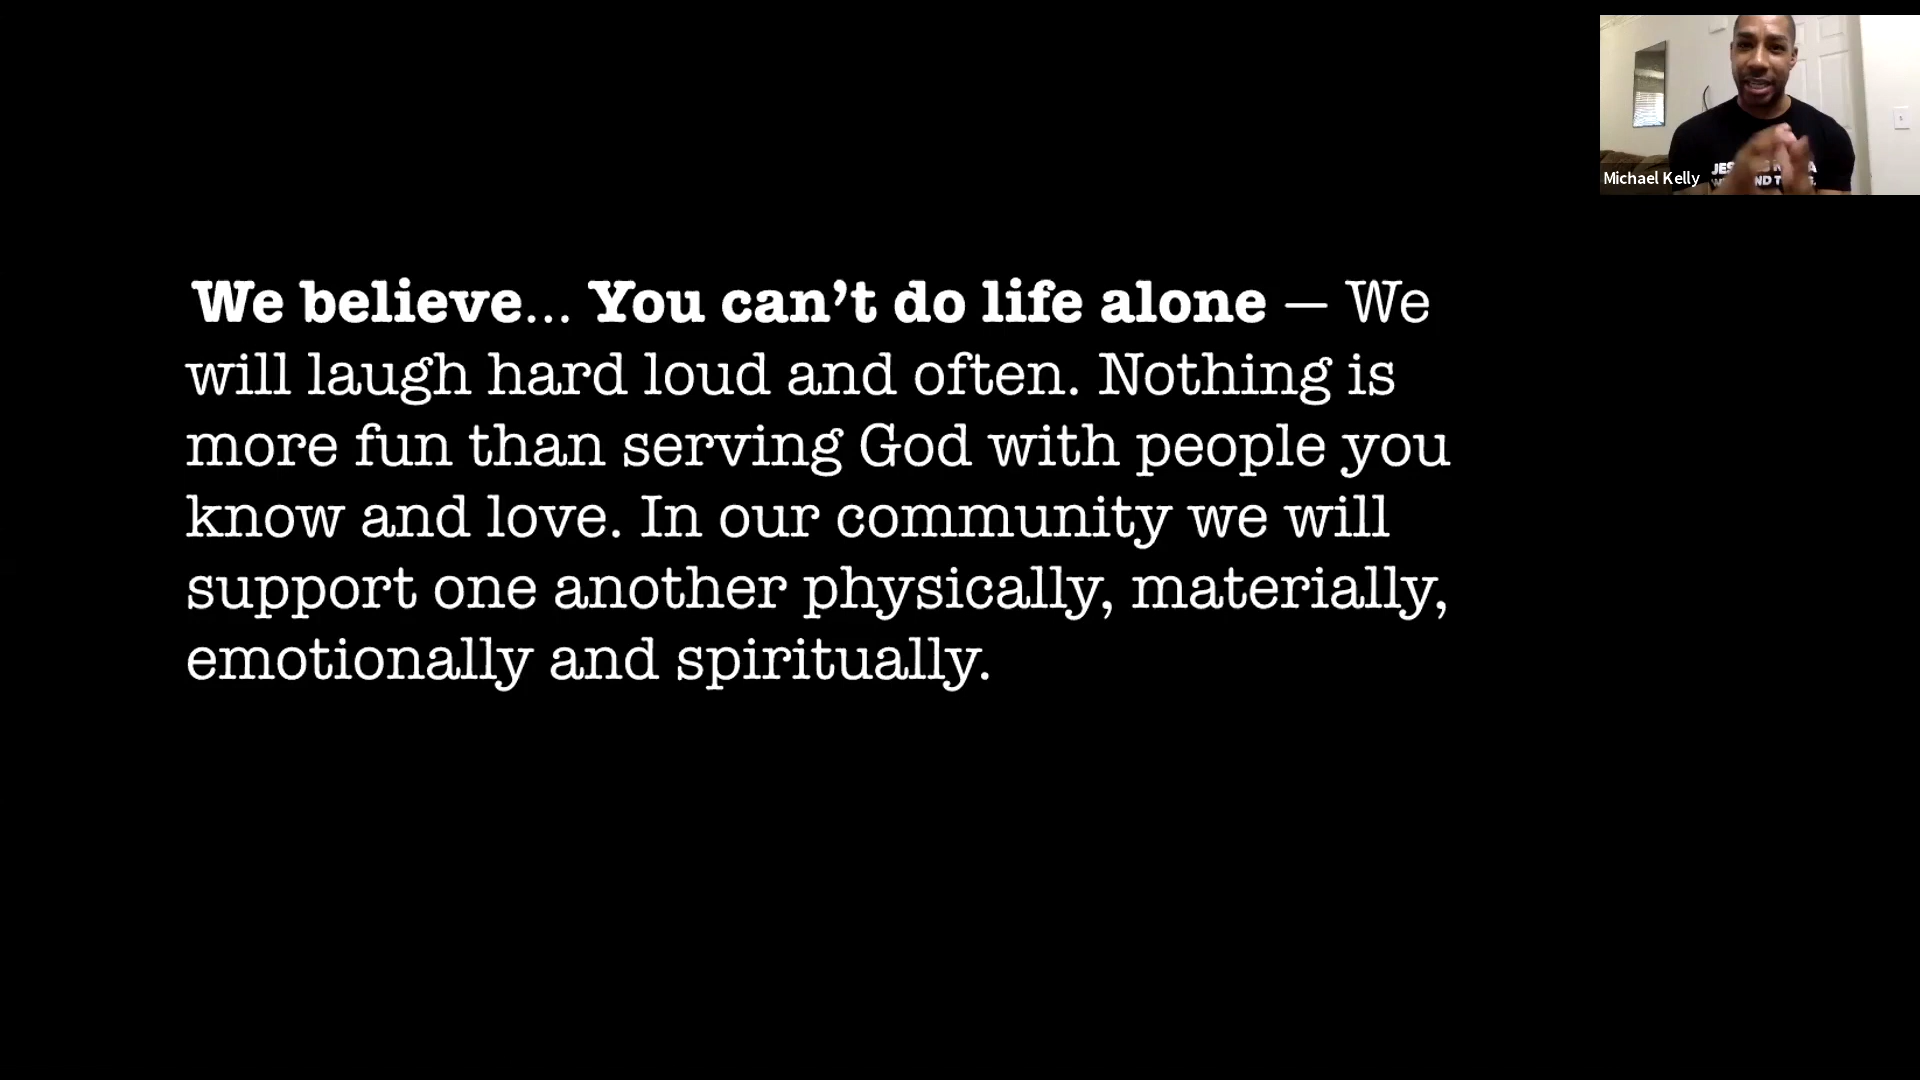 Michael Kelly
We believe... You can’t do life alone — We
will laugh hard loud and often. Nothing is
more fun than serving God with people you
know and love. In our community we will
support one another physically, materially,
emotionally and spiritually.